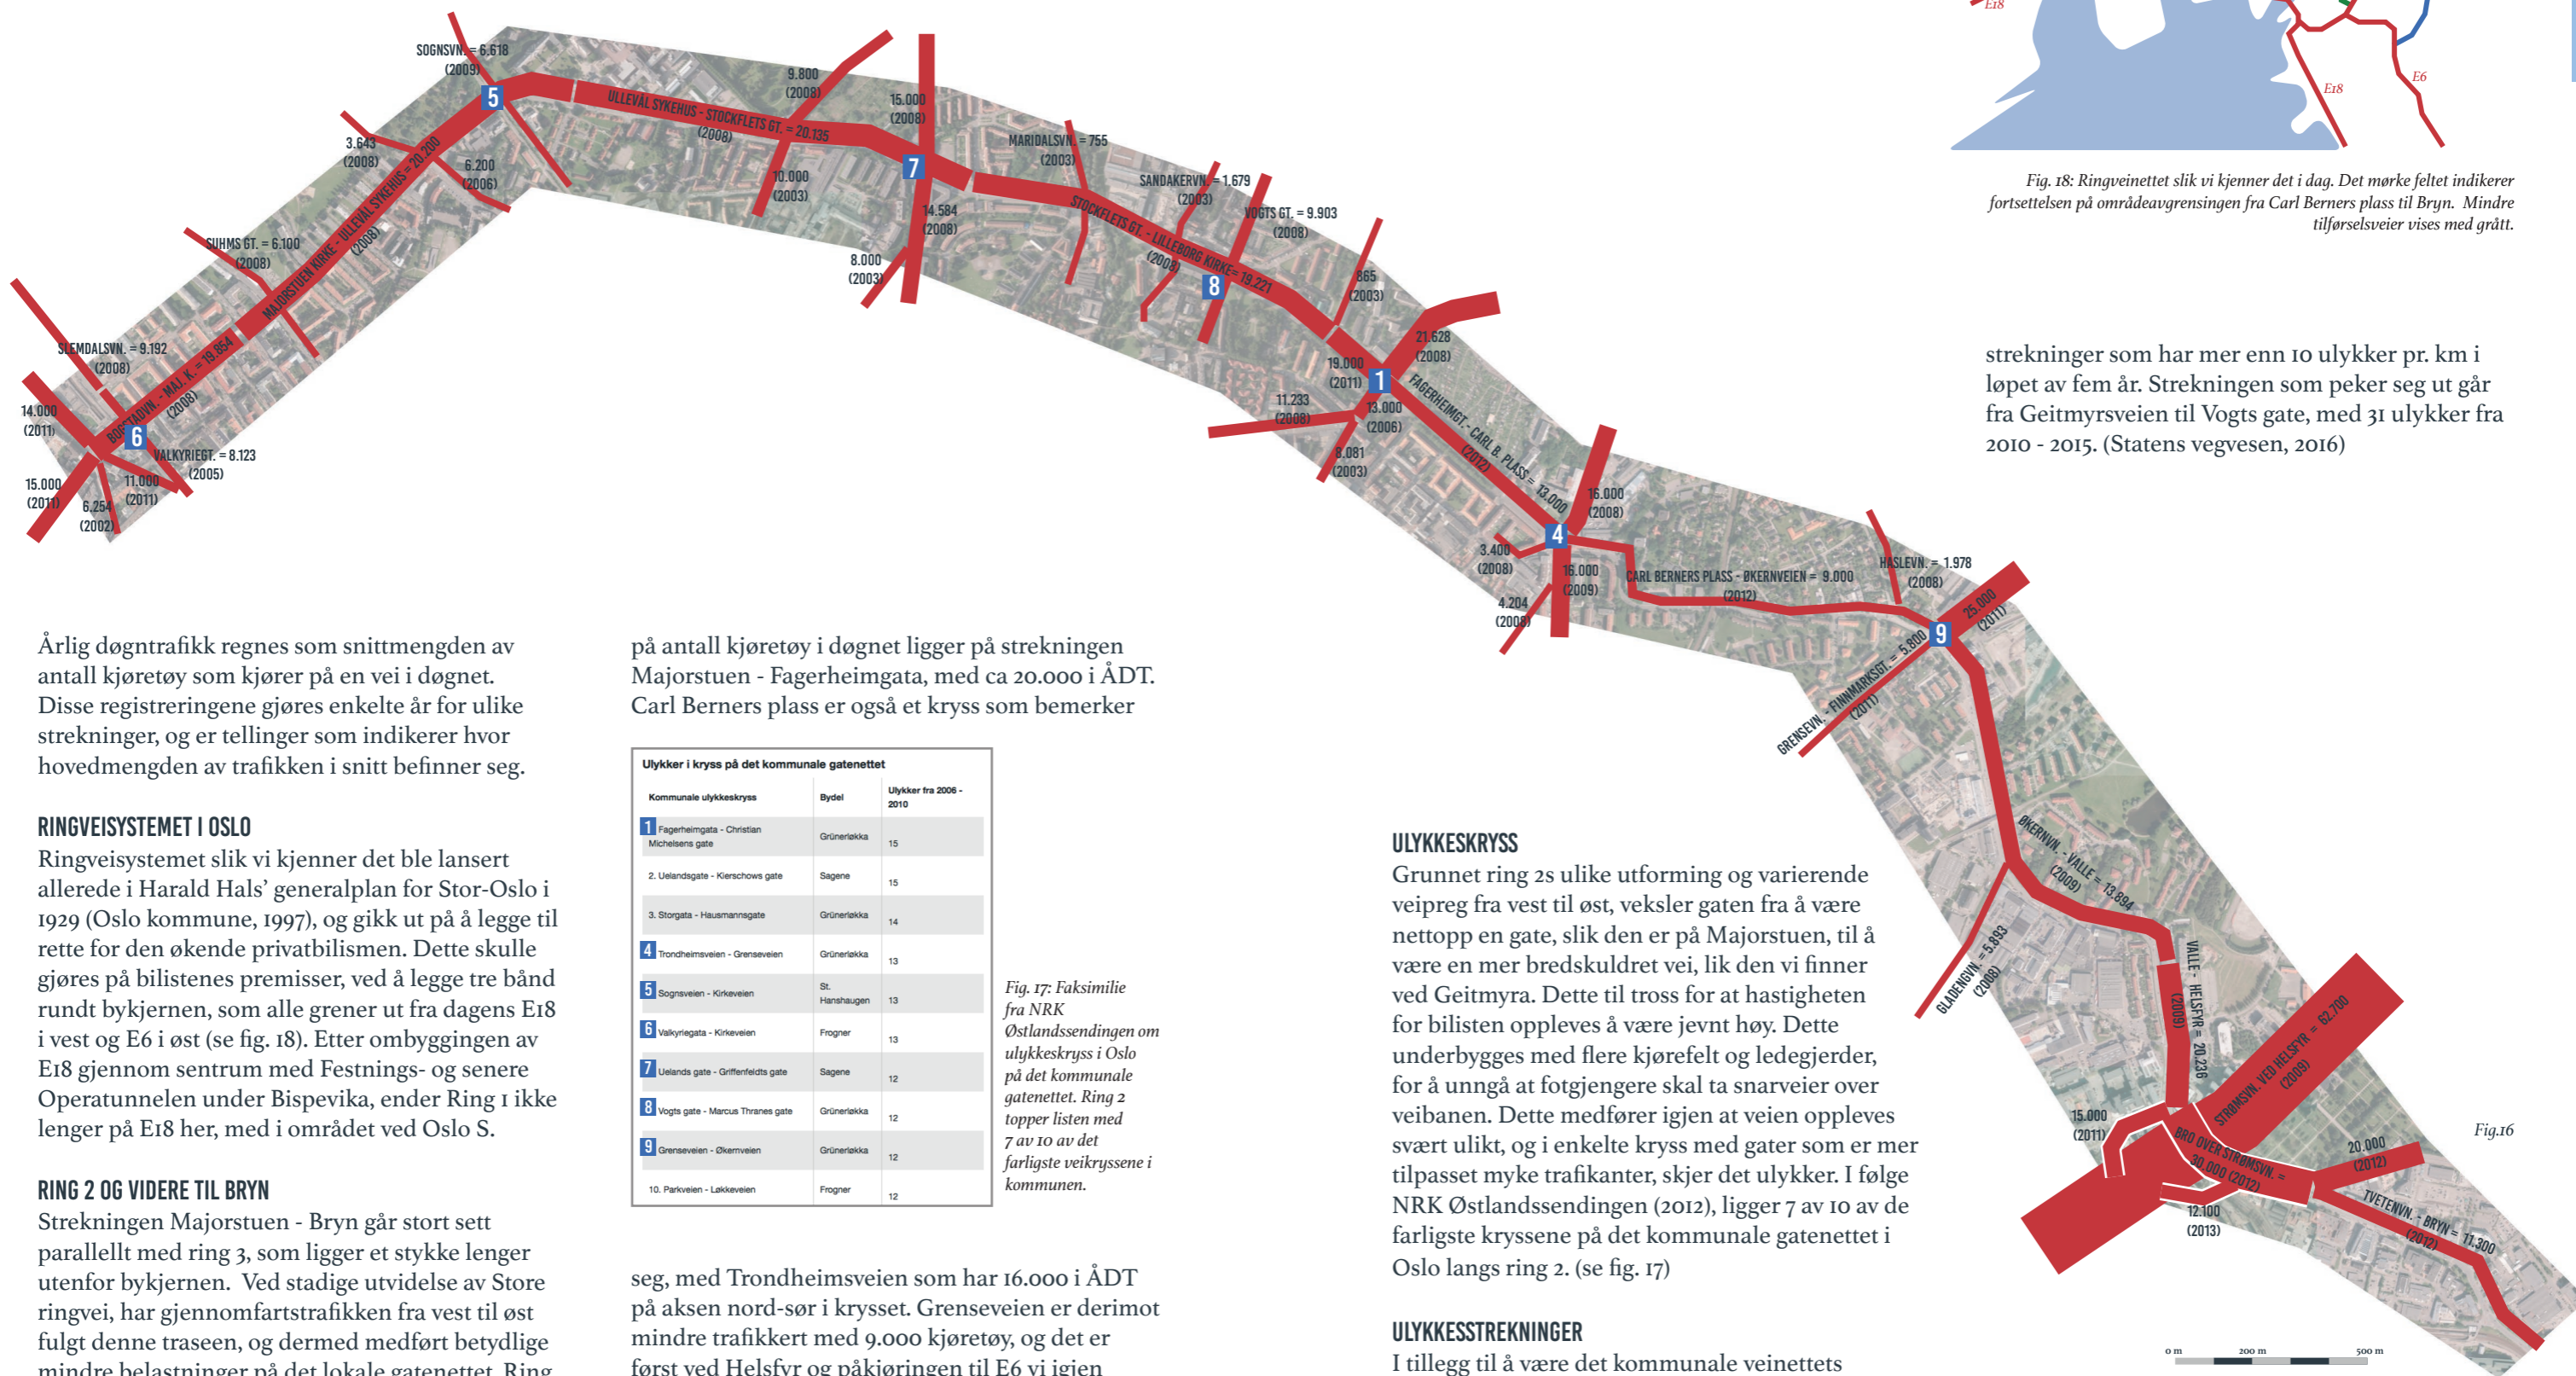 SOGNSVN. = 6.618
(2009)
5
ULLEVÅL SYKEHUS - STOCKFLETS GT. = 20.135
(2008)
9.800
(2008)
15.000
(2008)
7
10.000
(2003)
14.584
(2008)
8.000
(2003)
3.643
(2008)
6.200
(2006)
MAJORSTUEN KIRKE - ULLEVÅL SYKEHUS = 20.200
(2008)
SUHMS GT. = 6.100
(2008)
SLEMDALSVN. = 9.192
(2008)
BOGSTADVN. - MAJ. K. = 19.854
(2008)
14.000
(2011)
6
VALKYRIEGT. = 8.123
(2005)
15.000
(2011)
11.000
(2011)
6.254
(2002)
MARIDALSVN. = 755
(2003)
SANDAKERVN. = 1.679
(2003)
VOGTS GT. = 9.903
(2008)
STOCKFLETS GT. - LILLEBORG KIRKE= 19.221
(2008)
8
865
(2003)
21.628
(2008)
19.000
(2011)
1
13.000
(2006)
11.233
(2008)
8.081
(2003)
FAGERHEIMGT.- CARL B. PLASS = 13.000
(2012)
16.000
(2008)
4
3.400
(2008)
16.000
(2009)
4.204
(2008)
CARL BERNERS PLASS - ØKERNVEIEN = 9.000
(2012)
HASLEVN. = 1.978
(2008)
25.000
(2011)
9
GRENSEVN. - FINNMARKSGT. = 5.800
(2011)
ØKERNVN. - VALLE = 13.894
(2009)
GLADENGVN. = 5.893
(2008)
VALLE - HELSFYR = 20.236
(2009)
STRØMSVN. VED HELSFYR = 62.700
(2009)
15.000
(2011)
BRO OVER STRØMSVN. =
30.000 (2012)
20.000
(2012)
12.100
(2013)
TVETENVN. - BRYN = 11.300
(2012)
Fig.16
0 m 200 m 500 m
E18
E18
E6
Fig. 18: Ringveinettet slik vi kjenner det i dag. Det mørke feltet indikerer
fortsettelsen på områdeavgrensingen fra Carl Berners plass til Bryn. Mindre
tilførselsveier vises med grått.
Årlig døgntrafikk regnes som snittmengden av
antall kjøretøy som kjører på en vei i døgnet.
Disse registreringene gjøres enkelte år for ulike
strekninger, og er tellinger som indikerer hvor
hovedmengden av trafikken i snitt befinner seg.
RINGVEISYSTEMET I OSLO
Ringveisystemet slik vi kjenner det ble lansert
allerede i Harald Hals’ generalplan for Stor-Oslo i
1929 (Oslo kommune, 1997), og gikk ut på å legge til
rette for den økende privatbilismen. Dette skulle
gjøres på bilistenes premisser, ved å legge tre bånd
rundt bykjernen, som alle grener ut fra dagens E18
i vest og E6 i øst (se fig. 18). Etter ombyggingen av
E18 gjennom sentrum med Festnings- og senere
Operatunnelen under Bispevika, ender Ring 1 ikke
lenger på E18 her, med i området ved Oslo S.
RING 2 OG VIDERE TIL BRYN
Strekningen Majorstuen - Bryn går stort sett
parallellt med ring 3, som ligger et stykke lenger
utenfor bykjernen. Ved stadige utvidelse av Store
ringvei, har gjennomfartstrafikken fra vest til øst
fulgt denne traseen, og dermed medført betydlige
mindre belastninger på det lokale gatenettet. Ring
på antall kjøretøy i døgnet ligger på strekningen
Majorstuen - Fagerheimgata, med ca 20.000 i ÅDT.
Carl Berners plass er også et kryss som bemerker
Ulykker i kryss på det kommunale gatenettet
Kommunale ulykkeskryss Bydel Ulykker fra 2006 -
2010
1 Fagerheimgata - Christian
Michelsens gate Grünerløkka 15
2. Uelandsgate - Kierschows gate Sagene 15
3. Storgata - Hausmannsgate Grünerløkka 14
4 Trondheimsveien - Grenseveien Grünerløkka 13
5 Sognsveien - Kirkeveien St.
Hanshaugen 13
6 Valkyriegata - Kirkeveien Frogner 13
7 Uelands gate - Griffenfeldts gate Sagene 12
8 Vogts gate - Marcus Thranes gate Grünerløkka 12
9 Grenseveien - Økernveien Grünerløkka 12
10. Parkveien - Løkkeveien Frogner 12
Fig. 17: Faksimilie
fra NRK
Østlandssendingen om
ulykkeskryss i Oslo
på det kommunale
gatenettet. Ring 2
topper listen med
7 av 10 av det
farligste veikryssene i
kommunen.
seg, med Trondheimsveien som har 16.000 i ÅDT
på aksen nord-sør i krysset. Grenseveien er derimot
mindre trafikkert med 9.000 kjøretøy, og det er
først ved Helsfyr og påkjøringen til E6 vi igjen
ULYKKESKRYSS
Grunnet ring 2s ulike utforming og varierende
veipreg fra vest til øst, veksler gaten fra å være
nettopp en gate, slik den er på Majorstuen, til å
være en mer bredskuldret vei, lik den vi finner
ved Geitmyra. Dette til tross for at hastigheten
for bilisten oppleves å være jevnt høy. Dette
underbygges med flere kjørefelt og ledegjerder,
for å unngå at fotgjengere skal ta snarveier over
veibanen. Dette medfører igjen at veien oppleves
svært ulikt, og i enkelte kryss med gater som er mer
tilpasset myke trafikanter, skjer det ulykker. I følge
NRK Østlandssendingen (2012), ligger 7 av 10 av de
farligste kryssene på det kommunale gatenettet i
Oslo langs ring 2. (se fig. 17)
ULYKKESSTREKNINGER
I tillegg til å være det kommunale veinettets
strekninger som har mer enn 10 ulykker pr. km i
løpet av fem år. Strekningen som peker seg ut går
fra Geitmyrsveien til Vogts gate, med 31 ulykker fra
2010 - 2015. (Statens vegvesen, 2016)